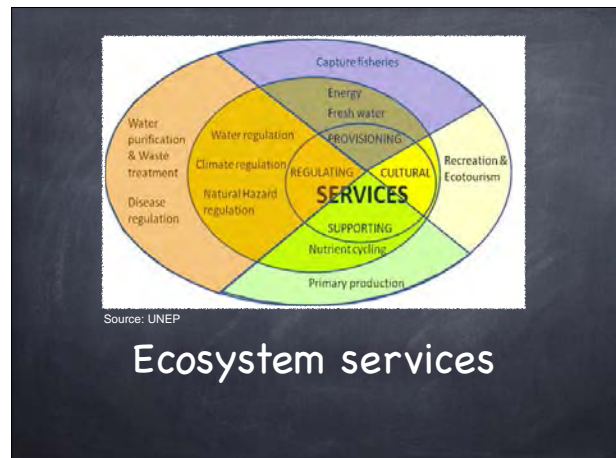 Capture fisheries
Energy
Fresh water
PROVISIONING
Water
purification
& Waste
treatment
Disease
regulation
Water regulation
Climate regulation
Natural Hazard
regulation
REGULATING
CULTURAL
SERVICES
SUPPORTING
Nutrient cycling
Primary production
Recreation &
Ecotourism
Source: UNEP
Ecosystem services